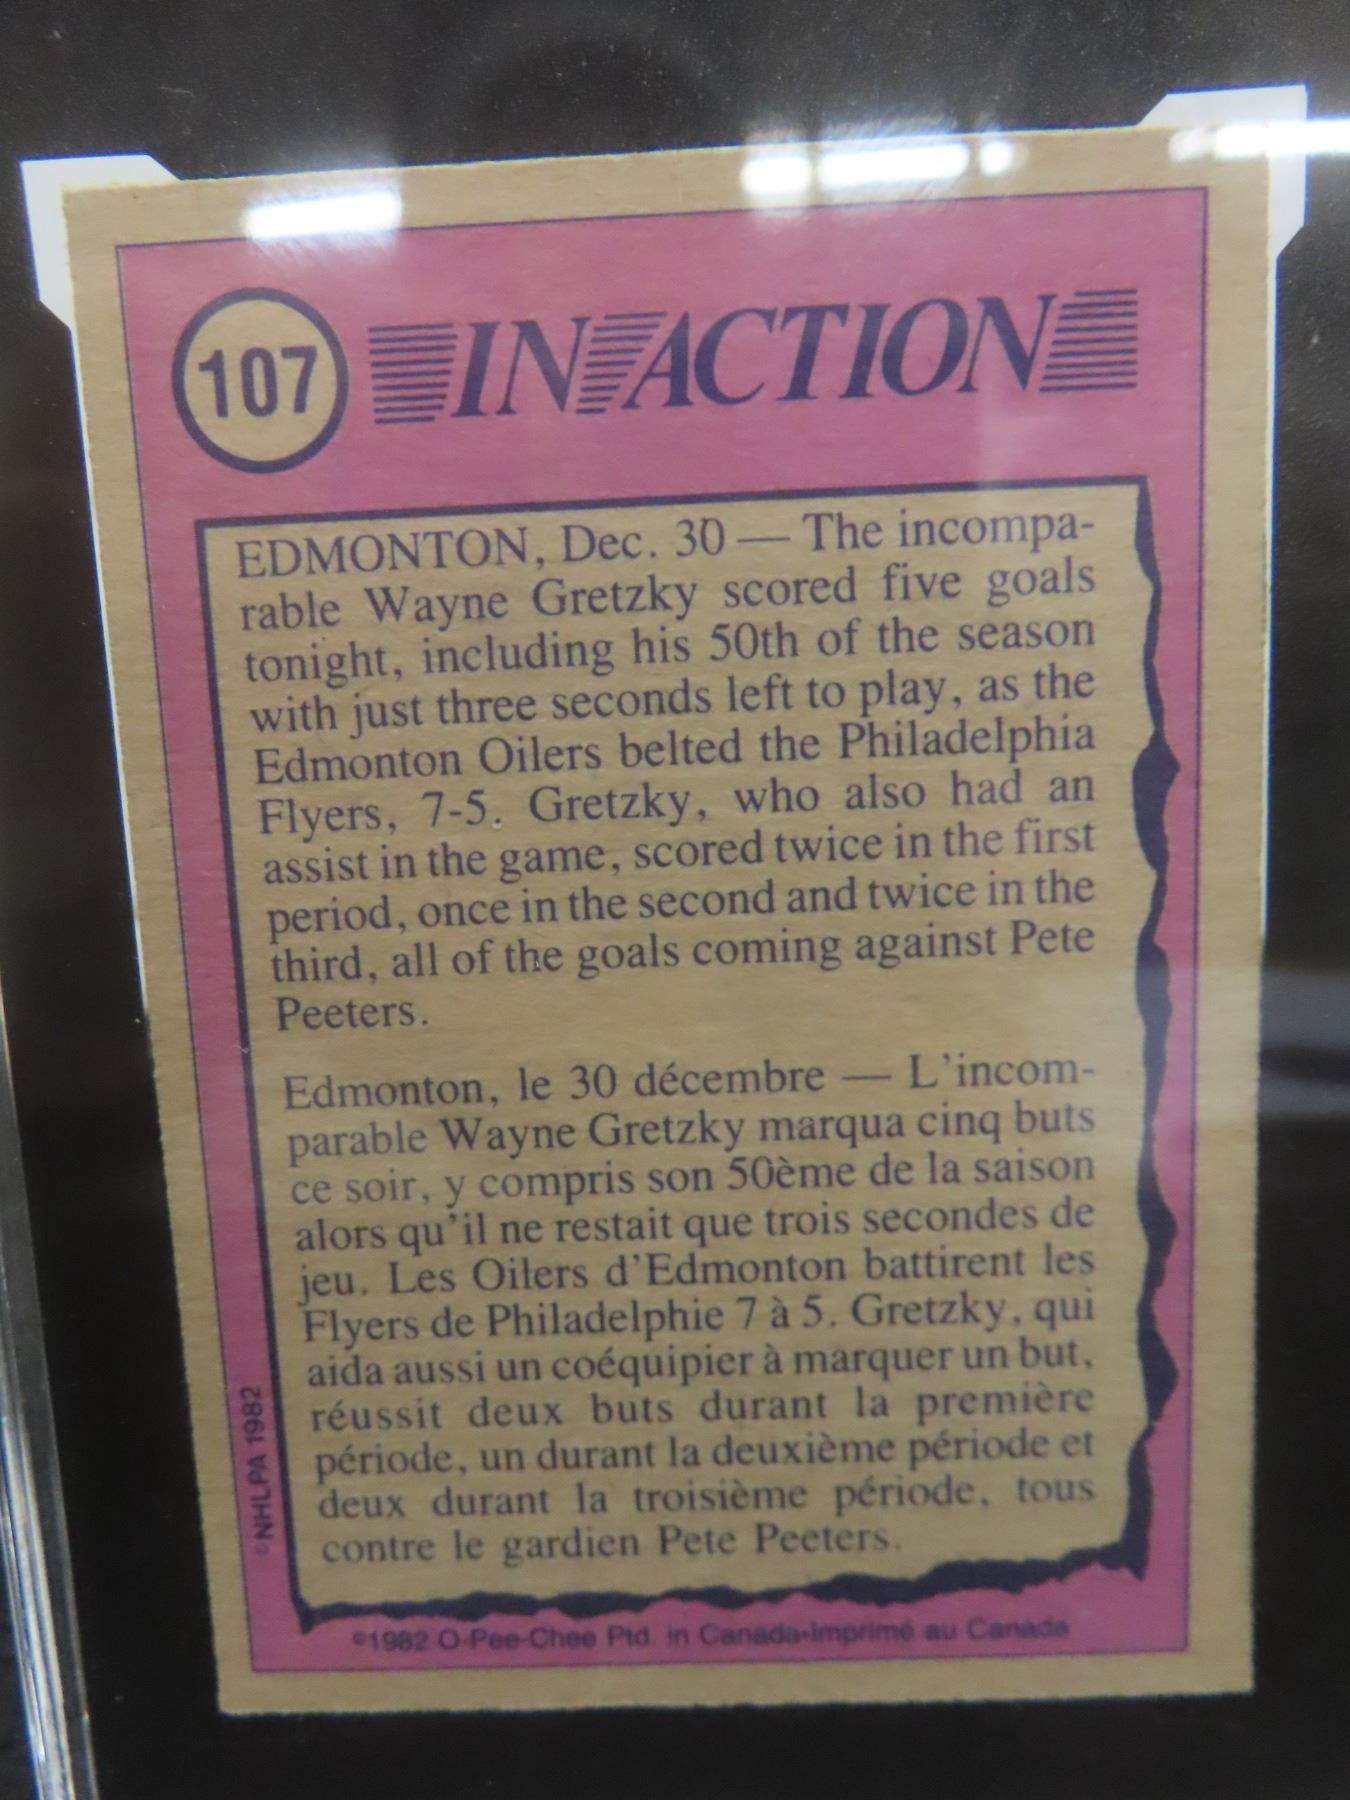 107 IN ACTION
EDMONTON, Dec. 30 — The incompa-
rable Wayne Gretzky scored five goals
tonight, including his 50th of the season
with just three seconds left to play, as the
Edmonton Oilers belted the Philadelphia
Flyers, 7-5. Gretzky, who also had an
assist in the game, scored twice in the first
period, once in the second and twice in the
third, all of the goals coming against Pete
Peeters.
Edmonton, le 30 décembre — L'incom-
parable Wayne Gretzky marqua cinq buts
ce soir, y compris son 50ème de la saison
alors qu'il ne restait que trois secondes de
jeu. Les Oilers d'Edmonton battirent les
Flyers de Philadelphie 7 à 5. Gretzky, qui
aida aussi un coéquipier à marquer un but,
réussit deux buts durant la première
période, un durant la deuxième période et
deux durant la troisième période, tous
contre le gardien Pete Peeters.
©NHLPA 1982
©1982 O-Pee-Chee Ptd. in Canada•Imprimé au Canada